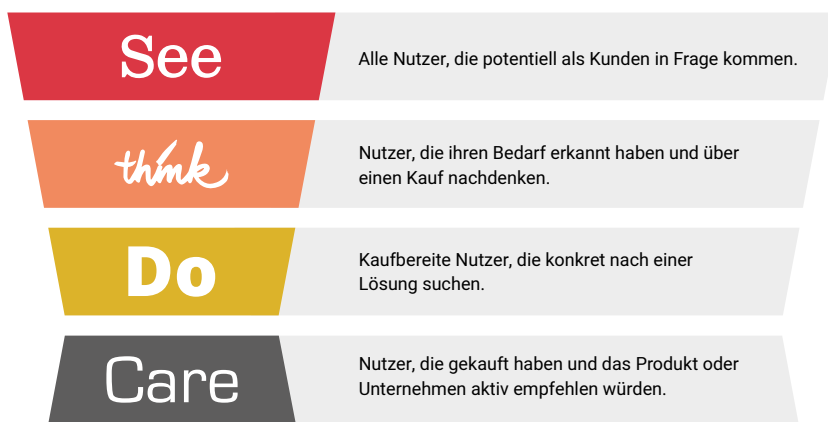 See
Alle Nutzer, die potentiell als Kunden in Frage kommen.
think
Nutzer, die ihren Bedarf erkannt haben und über
einen Kauf nachdenken.
Do
Kaufbereite Nutzer, die konkret nach einer
Lösung suchen.
Care
Nutzer, die gekauft haben und das Produkt oder
Unternehmen aktiv empfehlen würden.